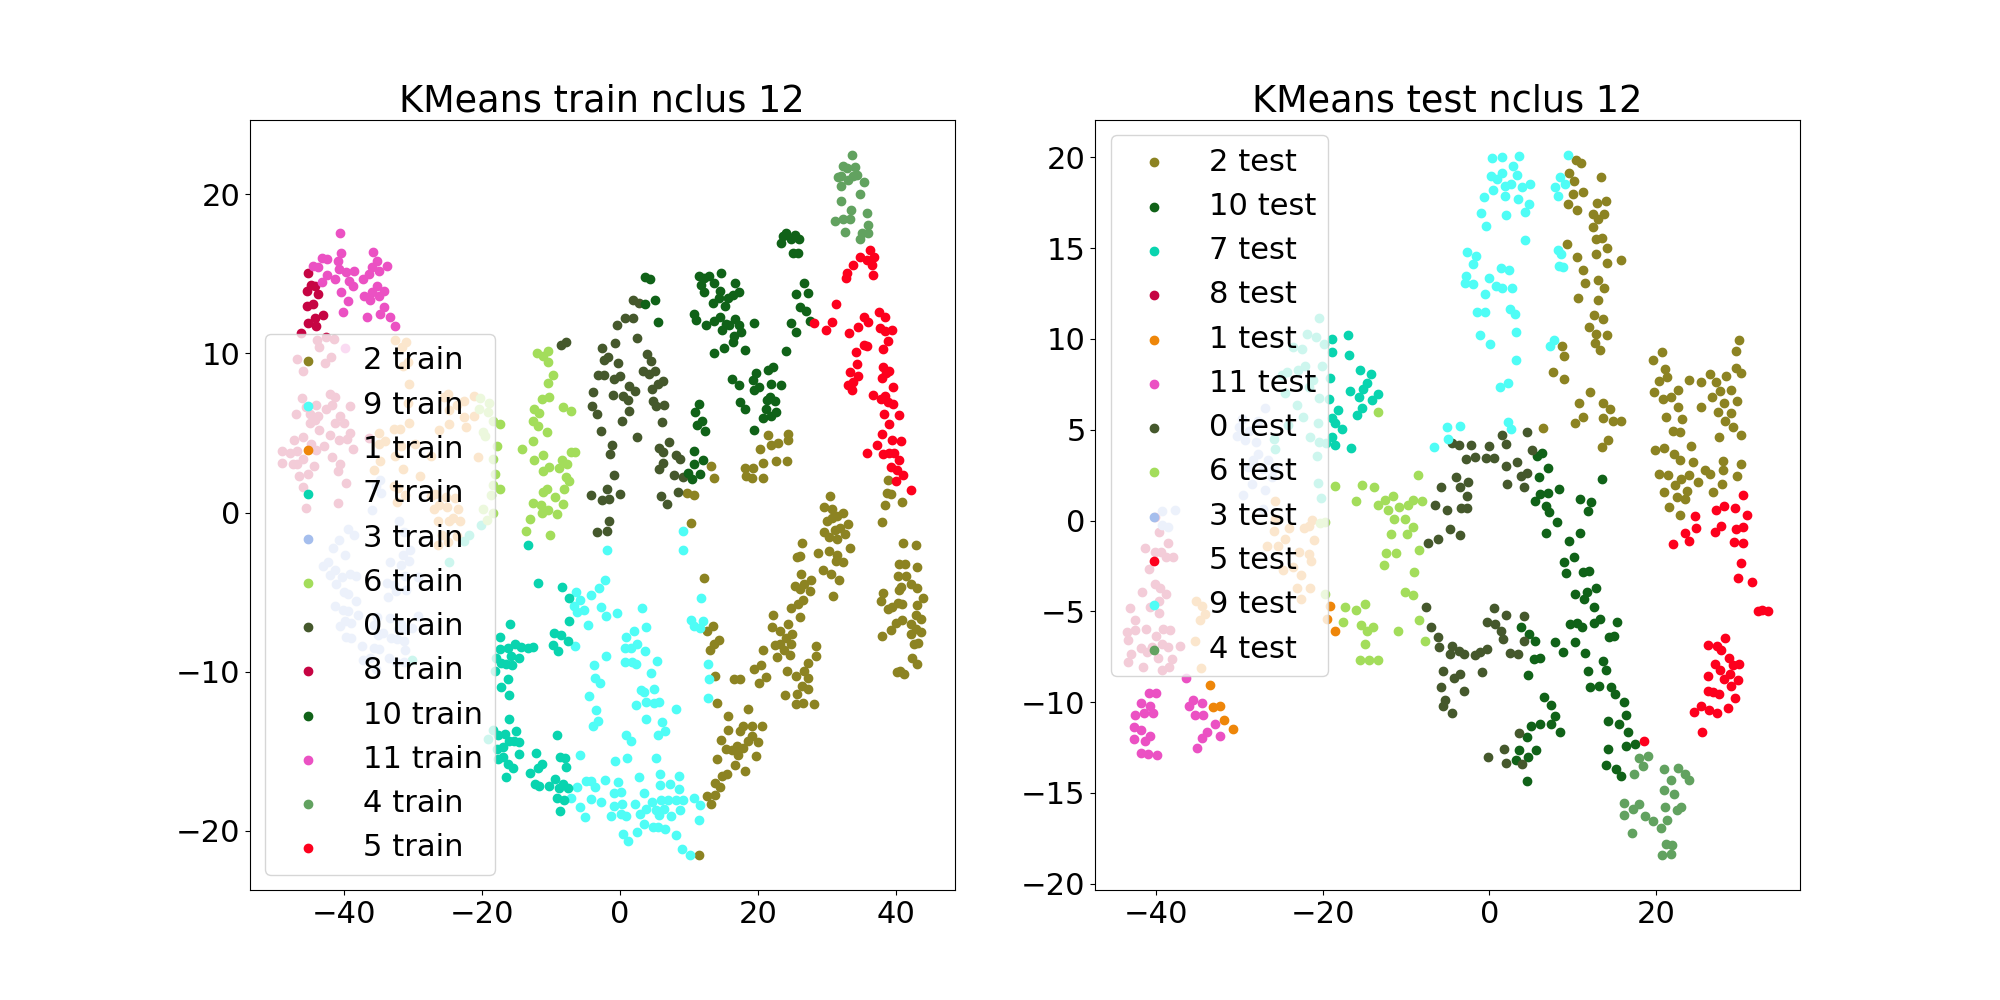 KMeans train nclus 12
20
10
0
−10
−20
−40
−20
0
20
40
2 train
9 train
1 train
7 train
3 train
6 train
0 train
8 train
10 train
11 train
4 train
5 train
KMeans test nclus 12
20
15
10
5
0
−5
−10
−15
−20
−40
−20
0
20
2 test
10 test
7 test
8 test
1 test
11 test
0 test
6 test
3 test
5 test
9 test
4 test